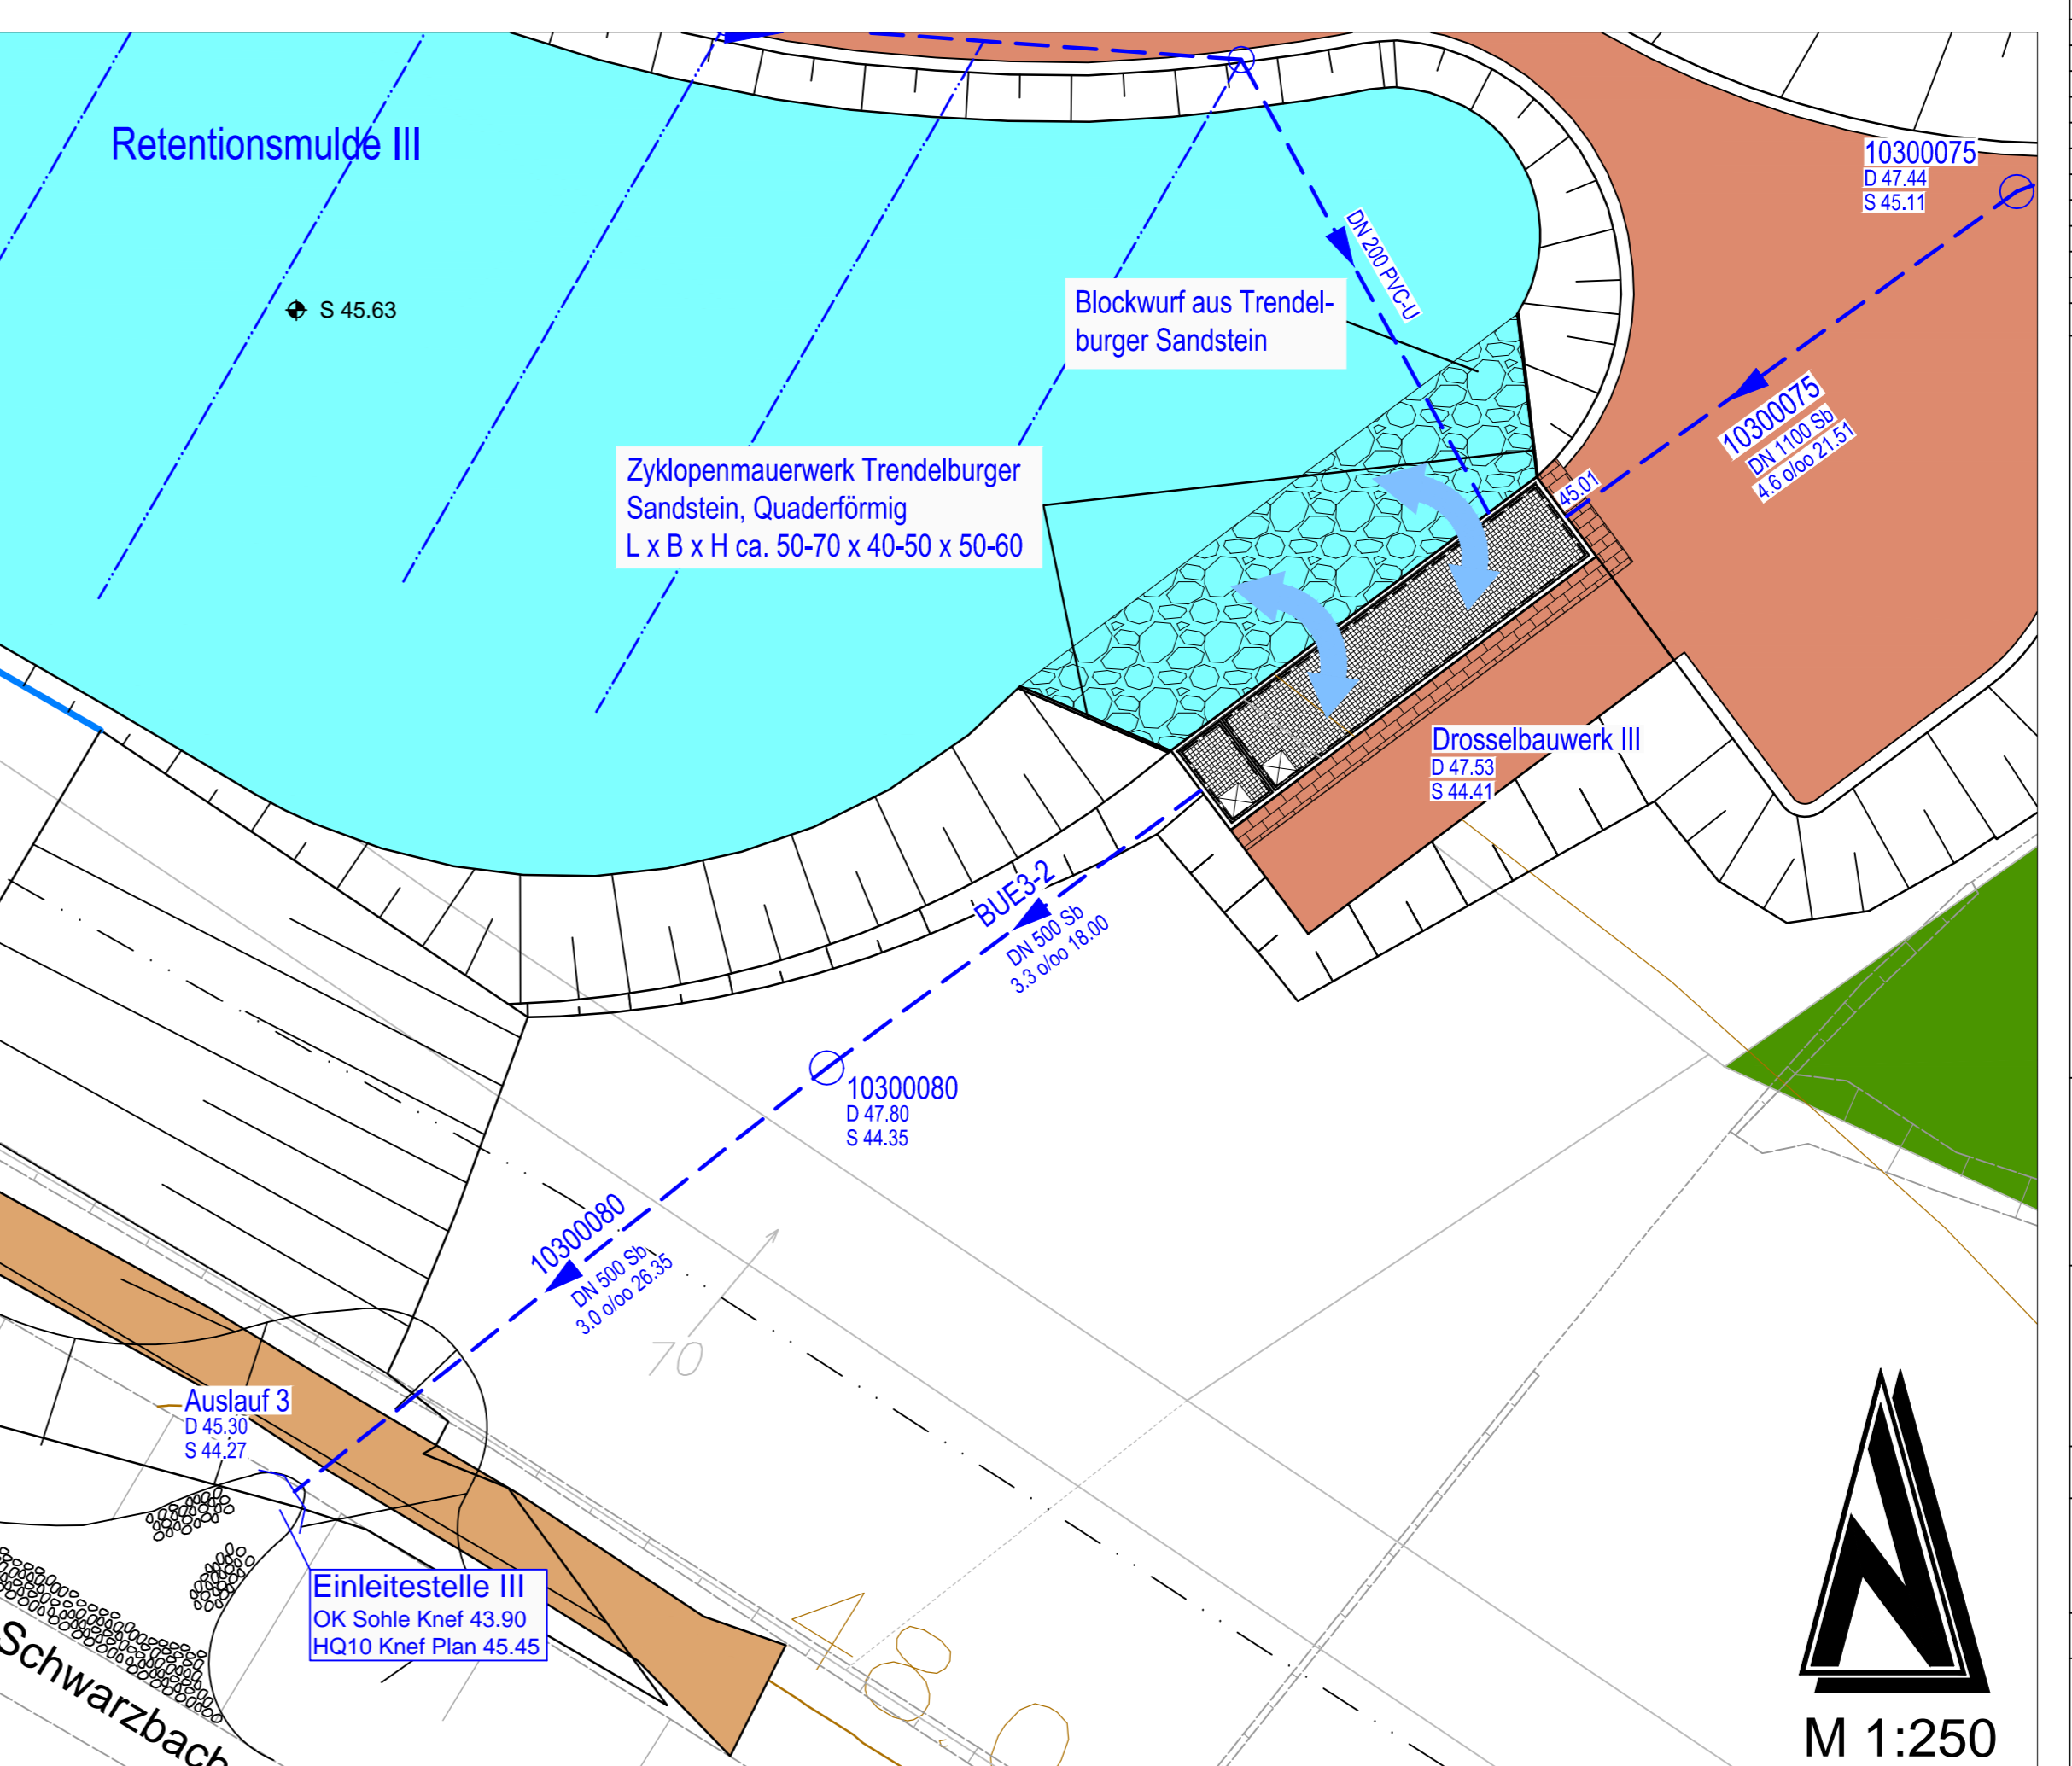 Retentionsmulde III
10300075
D 47.44
S 45.11
DN 200 PVC-U
S 45.63
Blockwurf aus Trendel-
burger Sandstein
10300075
DN 1100 Sb
4.6 o/oo 21.51
Zyklopenmauerwerk Trendelburger
Sandstein, Quaderförmig
L x B x H ca. 50-70 x 40-50 x 50-60
45.01
Drosselbauwerk III
D 47.53
S 44.41
BUE3-2
DN 500 Sb
3.3 o/oo 18.00
10300080
D 47.80
S 44.35
10300080
DN 500 Sb
3.0 o/oo 26.35
70
Auslauf 3
D 45.30
S 44.27
Einleitestelle III
OK Sohle Knef 43.90
HQ10 Knef Plan 45.45
Schwarzbach
N
M 1:250